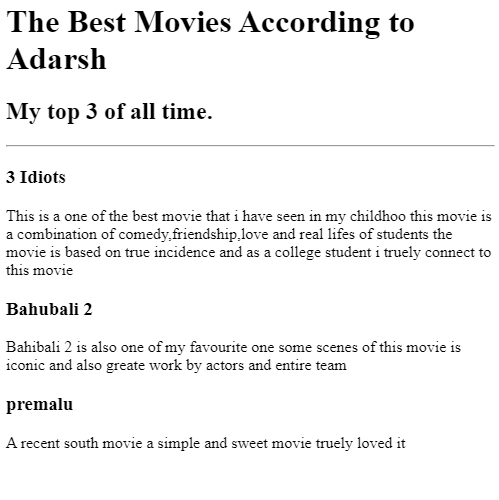 The Best Movies According to
Adarsh
My top 3 of all time.
3 Idiots
This is a one of the best movie that i have seen in my childhoo this movie is
a combination of comedy,friendship,love and real lifes of students the
movie is based on true incidence and as a college student i truely connect to
this movie
Bahubali 2
Bahibali 2 is also one of my favourite one some scenes of this movie is
iconic and also greate work by actors and entire team
premalu
A recent south movie a simple and sweet movie truely loved it